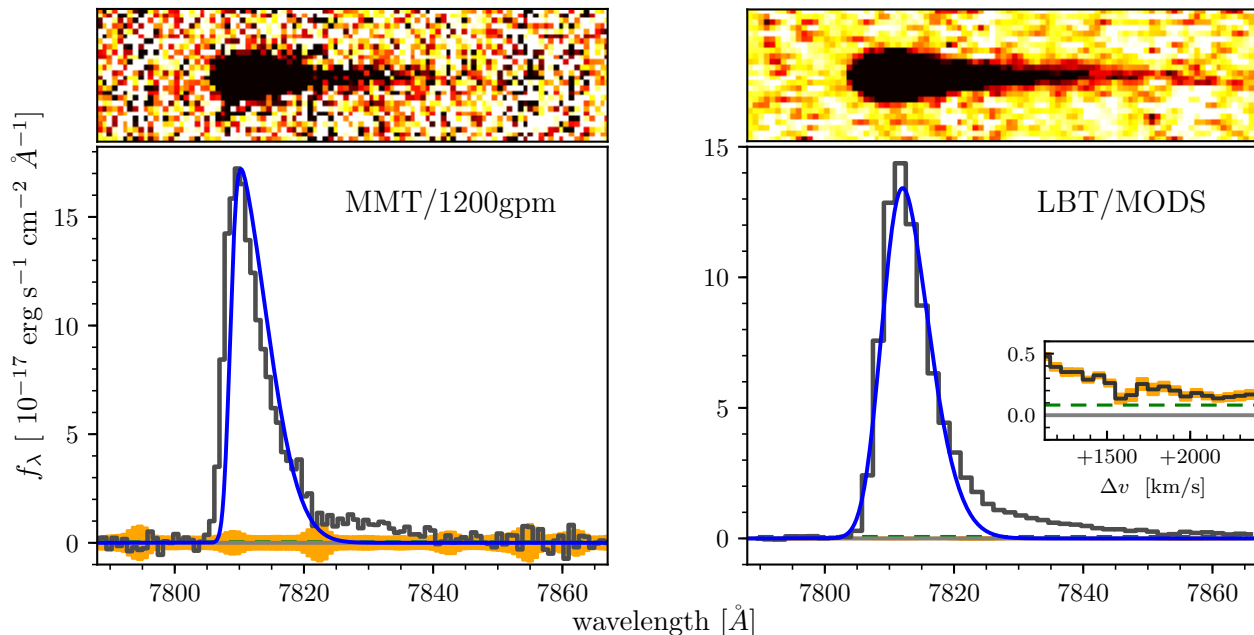 MMT/1200gpm
15
10
5
0
7800 7820 7840 7860
f_λ [ 10⁻¹⁷ erg s⁻¹ cm⁻² Å⁻¹ ]
LBT/MODS
15
10
5
0
7800 7820 7840 7860
0.5
0.0
+1500 +2000
Δv [km/s]
wavelength [Å]